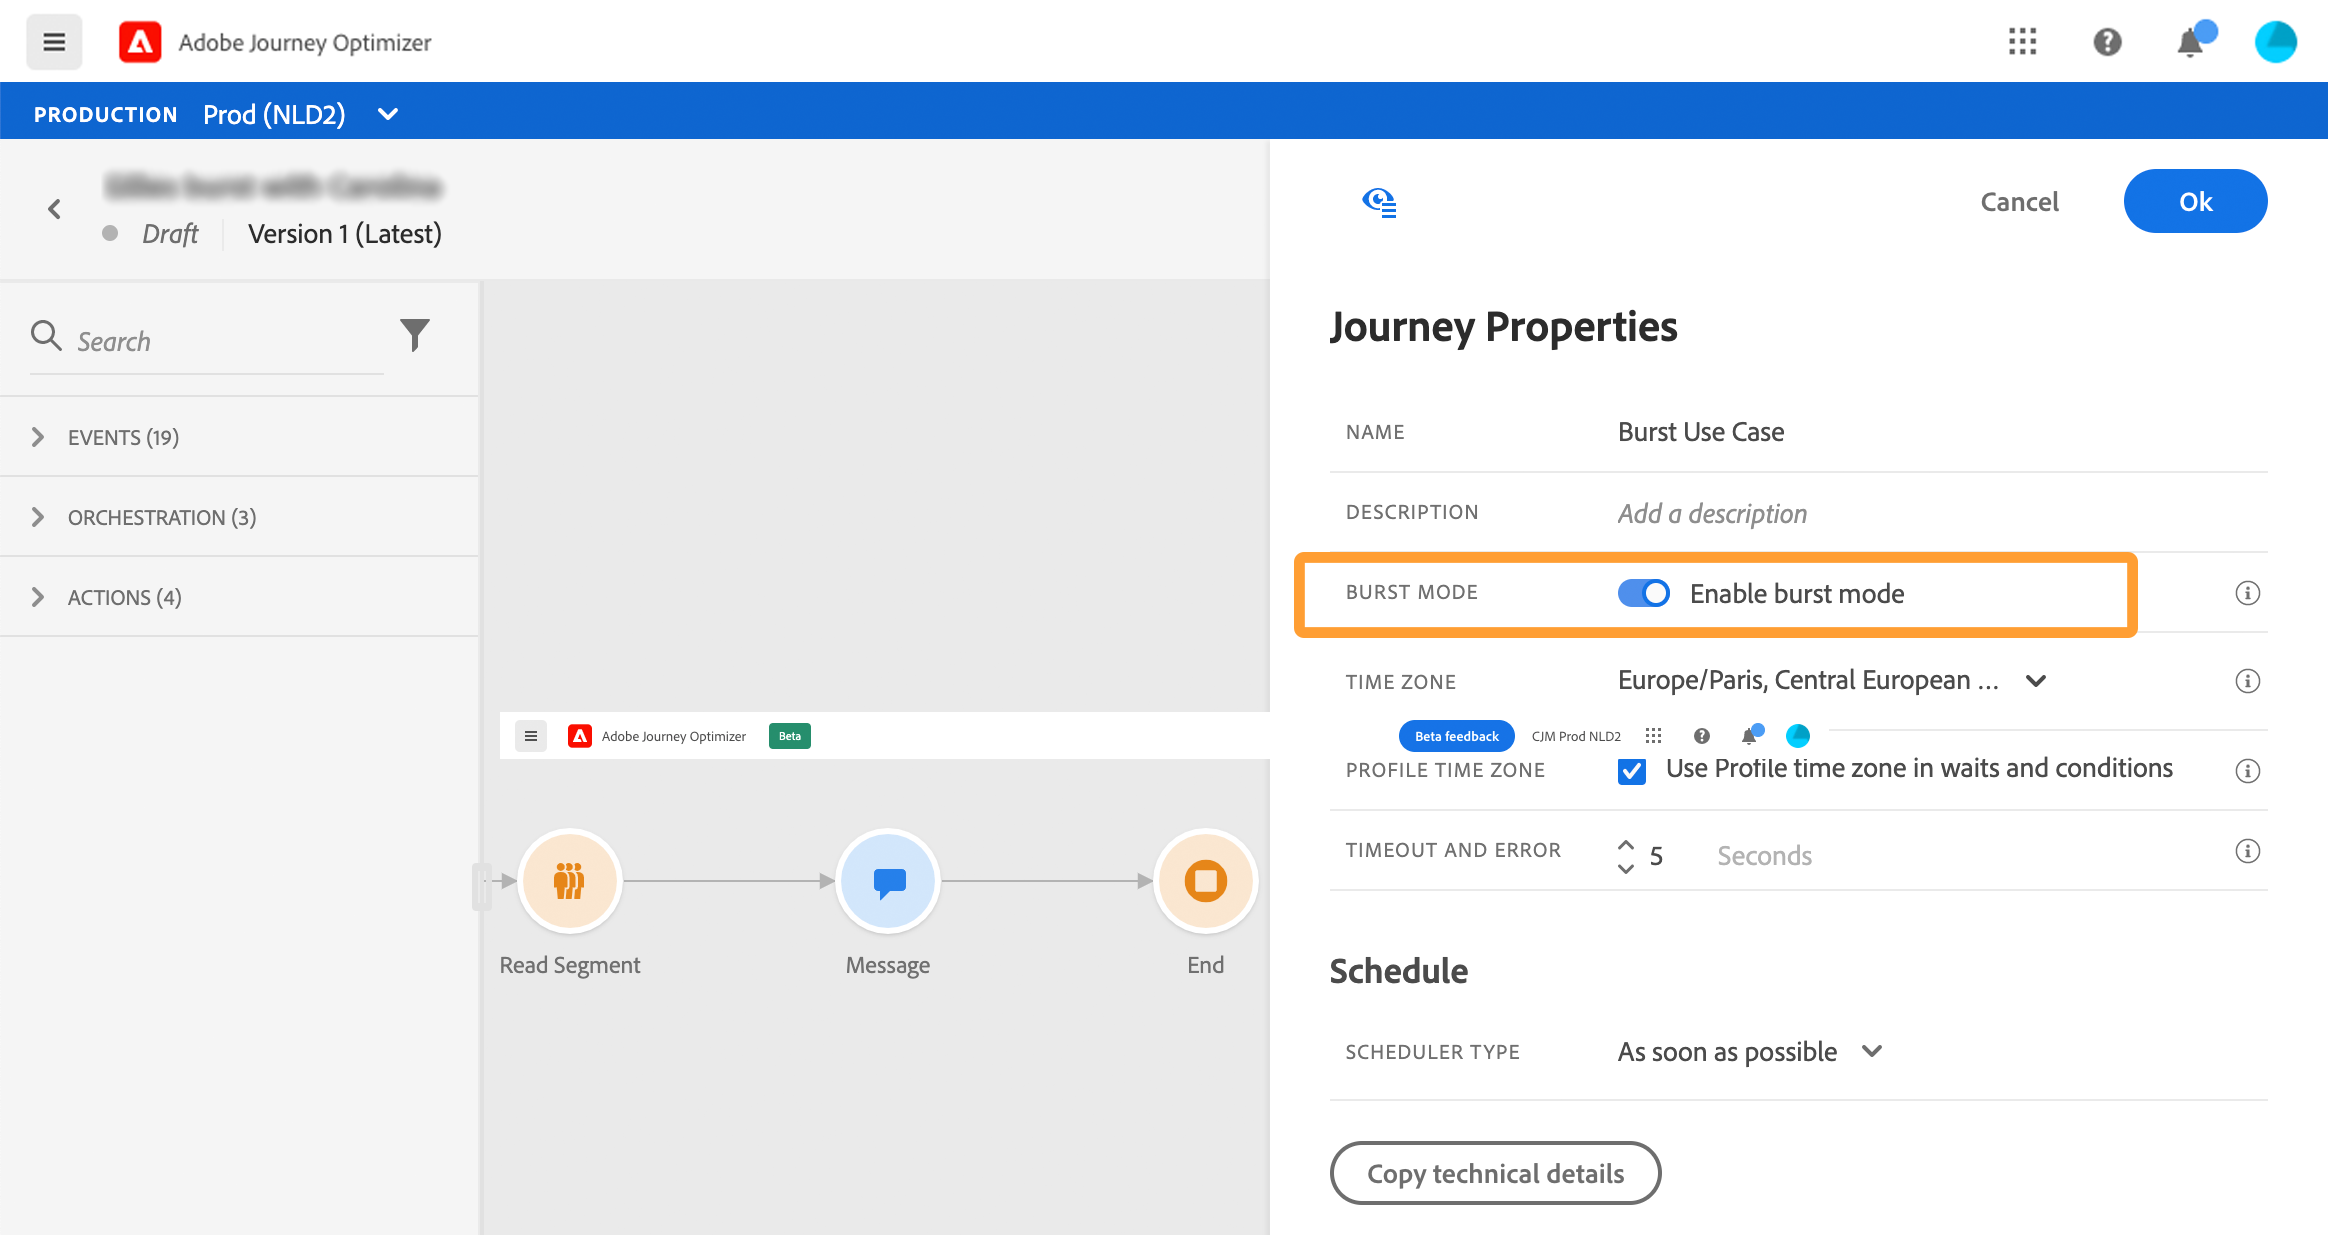 Adobe Journey Optimizer
PRODUCTION Prod (NLD2)
Draft Version 1 (Latest)
Cancel Ok
Search
EVENTS (19)
ORCHESTRATION (3)
ACTIONS (4)
Adobe Journey Optimizer Beta
Read Segment Message End
Journey Properties
NAME Burst Use Case
DESCRIPTION Add a description
BURST MODE Enable burst mode
TIME ZONE Europe/Paris, Central European ...
Beta feedback CJM Prod NLD2
PROFILE TIME ZONE Use Profile time zone in waits and conditions
TIMEOUT AND ERROR 5 Seconds
Schedule
SCHEDULER TYPE As soon as possible
Copy technical details